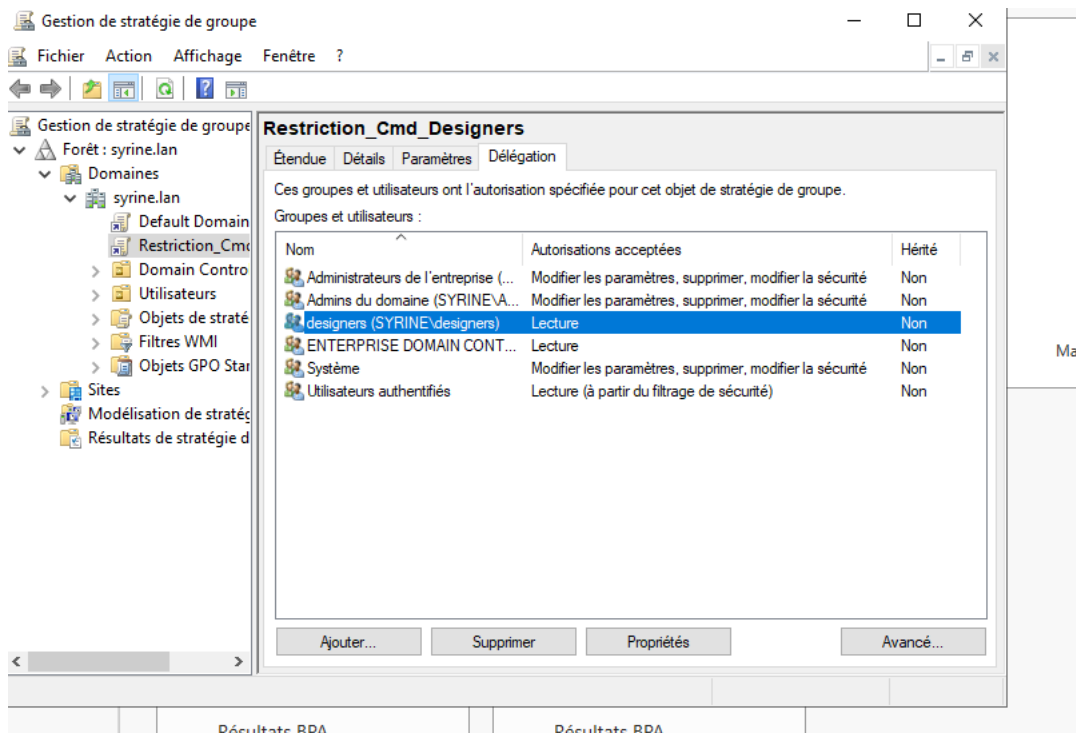 Gestion de stratégie de groupe
Fichier Action Affichage Fenêtre ?
Gestion de stratégie de groupe
Forêt : syrine.lan
Domaines
syrine.lan
Default Domain
Restriction_Cmd
Domain Contro
Utilisateurs
Objets de straté
Filtres WMI
Objets GPO Star
Sites
Modélisation de stratég
Résultats de stratégie d
Restriction_Cmd_Designers
Étendue Détails Paramètres Délégation
Ces groupes et utilisateurs ont l'autorisation spécifiée pour cet objet de stratégie de groupe.
Groupes et utilisateurs :
Nom Autorisations acceptées Hérité
Administrateurs de l'entreprise (... Modifier les paramètres, supprimer, modifier la sécurité Non
Admins du domaine (SYRINE\A... Modifier les paramètres, supprimer, modifier la sécurité Non
designers (SYRINE\designers) Lecture Non
ENTERPRISE DOMAIN CONT... Lecture Non
Système Modifier les paramètres, supprimer, modifier la sécurité Non
Utilisateurs authentifiés Lecture (à partir du filtrage de sécurité) Non
Ajouter... Supprimer Propriétés Avancé...
Ma
Résultats BPA Résultats BPA